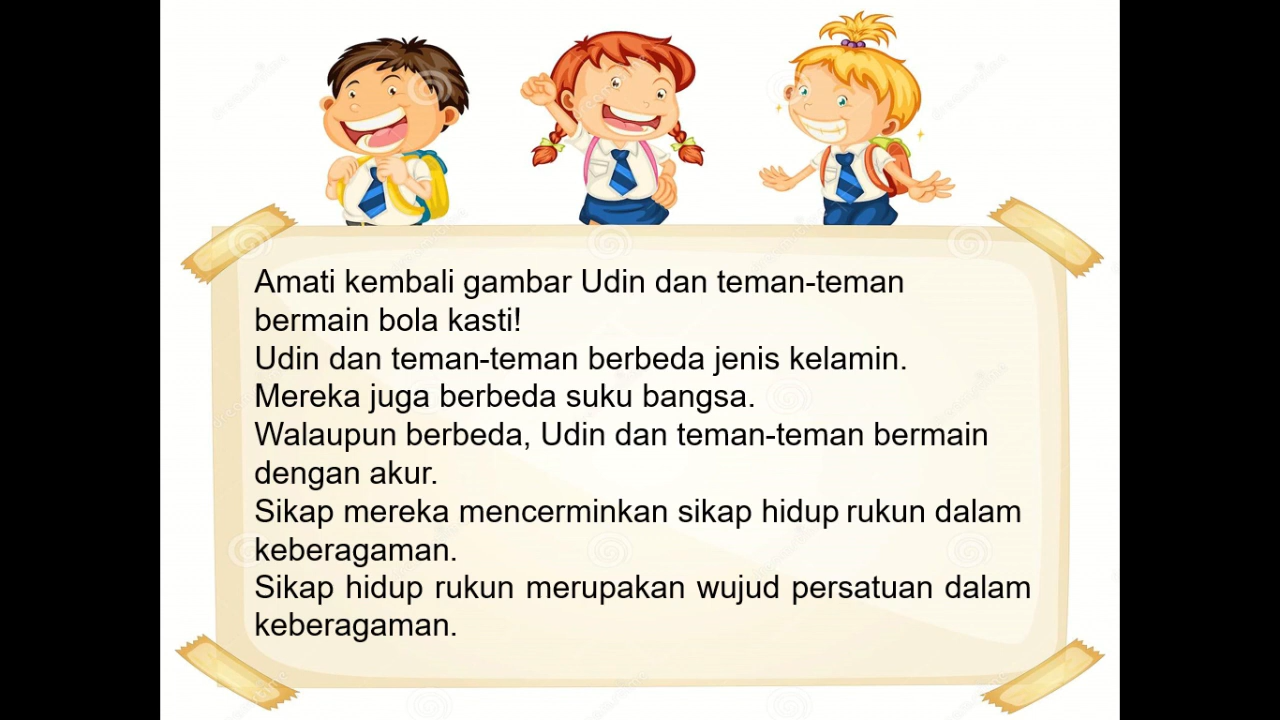 Amati kembali gambar Udin dan teman-teman
bermain bola kasti!
Udin dan teman-teman berbeda jenis kelamin.
Mereka juga berbeda suku bangsa.
Walaupun berbeda, Udin dan teman-teman bermain
dengan akur.
Sikap mereka mencerminkan sikap hidup rukun dalam
keberagaman.
Sikap hidup rukun merupakan wujud persatuan dalam
keberagaman.